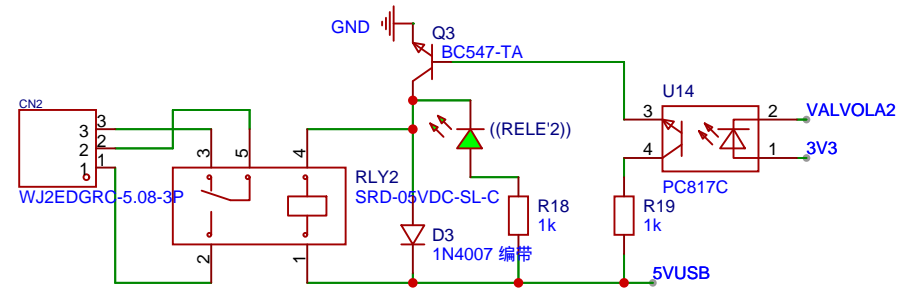 GND
Q3
BC547-TA
CN2
3
2
1
3
2
1
WJ2EDGRC-5.08-3P
3
5
4
2
1
RLY2
SRD-05VDC-SL-C
((RELE'2))
D3
1N4007 编带
R18
1k
R19
1k
U14
3
4
2
1
PC817C
VALVOLA2
3V3
5VUSB